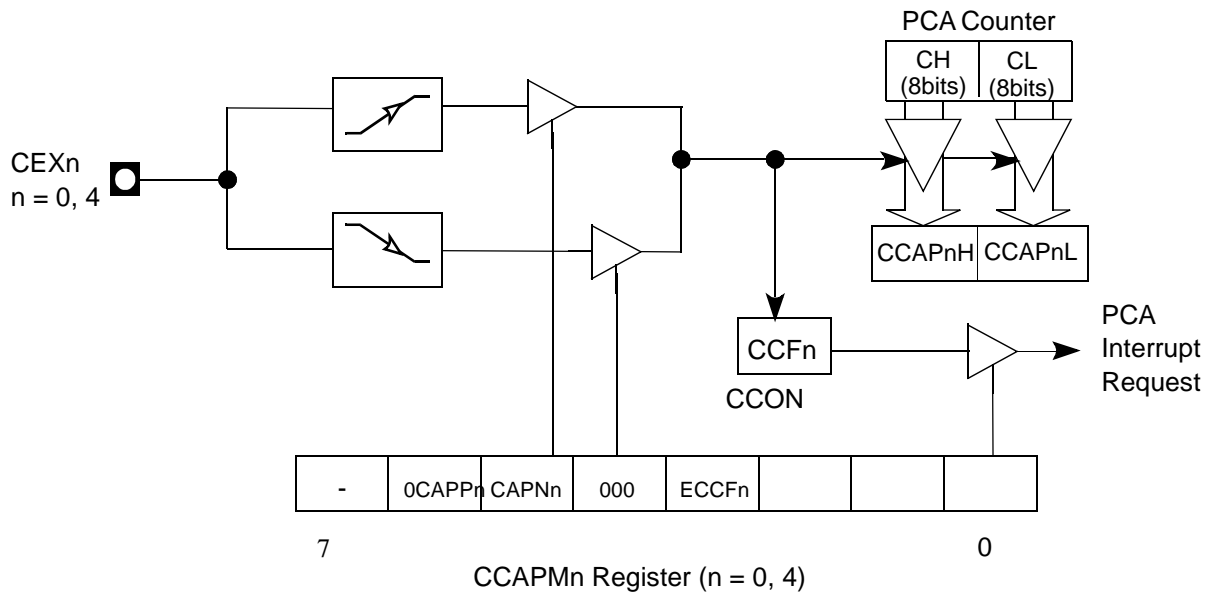 PCA Counter
CH
(8bits)
CL
(8bits)
CEXn
n = 0, 4
CCAPnH
CCAPnL
CCFn
CCON
PCA
Interrupt
Request
-
0CAPPn
CAPNn
000
ECCFn
7
0
CCAPMn Register (n = 0, 4)